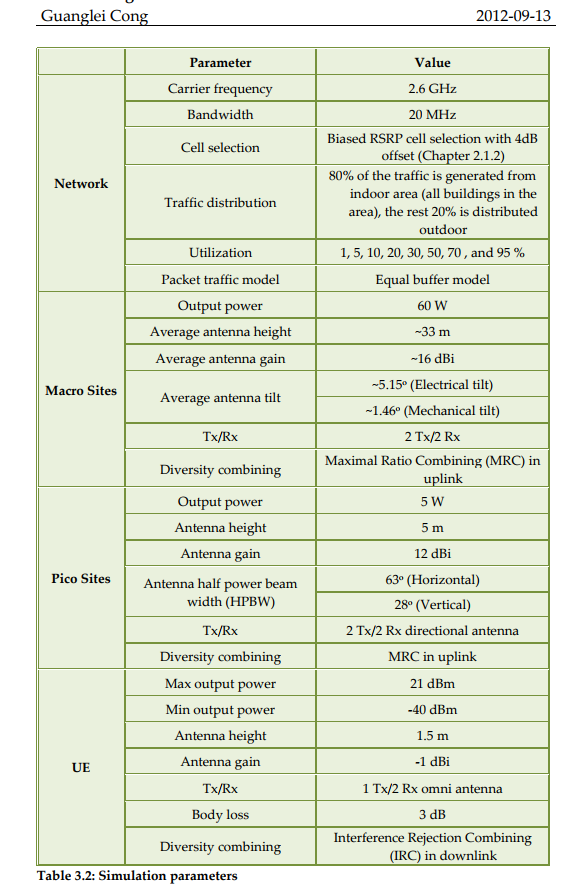 Guanglei Cong 2012-09-13
Parameter Value
Network
Carrier frequency 2.6 GHz
Bandwidth 20 MHz
Cell selection
Biased RSRP cell selection with 4dB
offset (Chapter 2.1.2)
Traffic distribution
80% of the traffic is generated from
indoor area (all buildings in the
area), the rest 20% is distributed
outdoor
Utilization 1, 5, 10, 20, 30, 50, 70 , and 95 %
Packet traffic model Equal buffer model
Macro Sites
Output power 60 W
Average antenna height ~33 m
Average antenna gain ~16 dBi
Average antenna tilt
~5.15º (Electrical tilt)
~1.46º (Mechanical tilt)
Tx/Rx 2 Tx/2 Rx
Diversity combining
Maximal Ratio Combining (MRC) in
uplink
Pico Sites
Output power 5 W
Antenna height 5 m
Antenna gain 12 dBi
Antenna half power beam
width (HPBW)
63º (Horizontal)
28º (Vertical)
Tx/Rx 2 Tx/2 Rx directional antenna
Diversity combining MRC in uplink
UE
Max output power 21 dBm
Min output power -40 dBm
Antenna height 1.5 m
Antenna gain -1 dBi
Tx/Rx 1 Tx/2 Rx omni antenna
Body loss 3 dB
Diversity combining
Interference Rejection Combining
(IRC) in downlink
Table 3.2: Simulation parameters